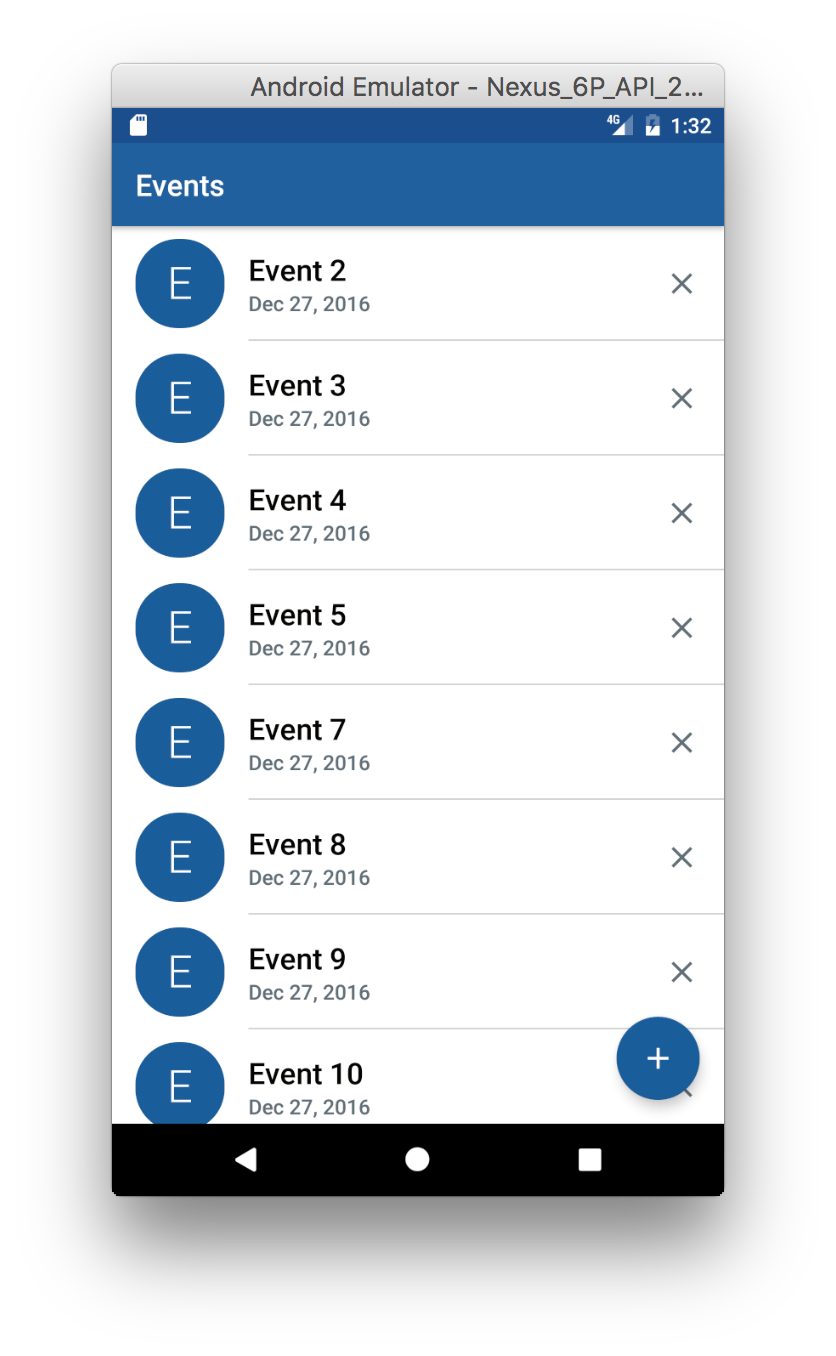 Android Emulator - Nexus_6P_API_2...
4G 1:32
Events
E
Event 2
Dec 27, 2016
E
Event 3
Dec 27, 2016
E
Event 4
Dec 27, 2016
E
Event 5
Dec 27, 2016
E
Event 7
Dec 27, 2016
E
Event 8
Dec 27, 2016
E
Event 9
Dec 27, 2016
E
Event 10
Dec 27, 2016